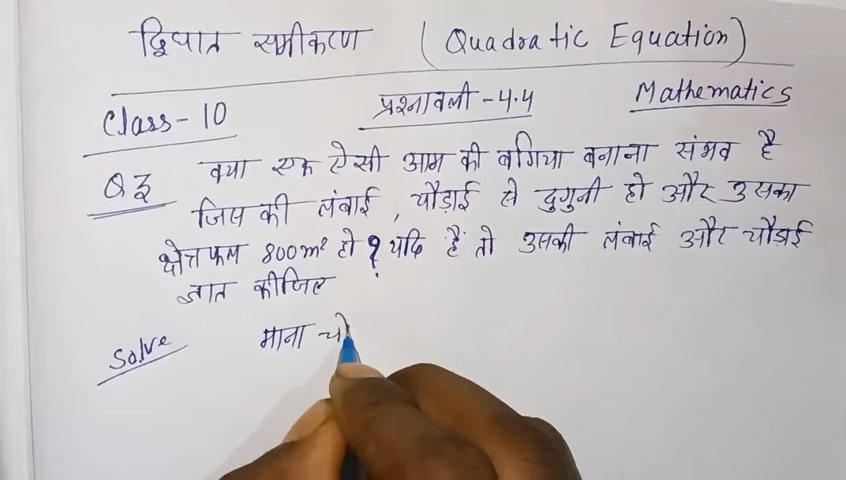 द्विघात समीकरण (Quadratic Equation)
Class-10 प्रश्नावली-4.4 Mathematics
Q3 क्या एक ऐसी आम की बगिया बनाना संभव है
जिस की लंबाई, चौड़ाई से दुगुनी हो और उसका
क्षेत्रफल 800m² हो ? यदि हैं तो उसकी लंबाई और चौड़ाई
ज्ञात कीजिए
Solve माना चौ